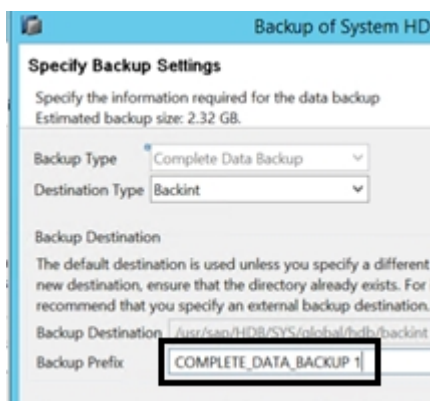 Backup of System HD
Specify Backup Settings
Specify the information required for the data backup
Estimated backup size: 2.32 GB.
Backup Type Complete Data Backup
Destination Type Backint
Backup Destination
The default destination is used unless you specify a different
new destination, ensure that the directory already exists. For
recommend that you specify an external backup destination.
Backup Destination /usr/sap/HDB/SYS/global/hdb/backint
Backup Prefix COMPLETE_DATA_BACKUP 1